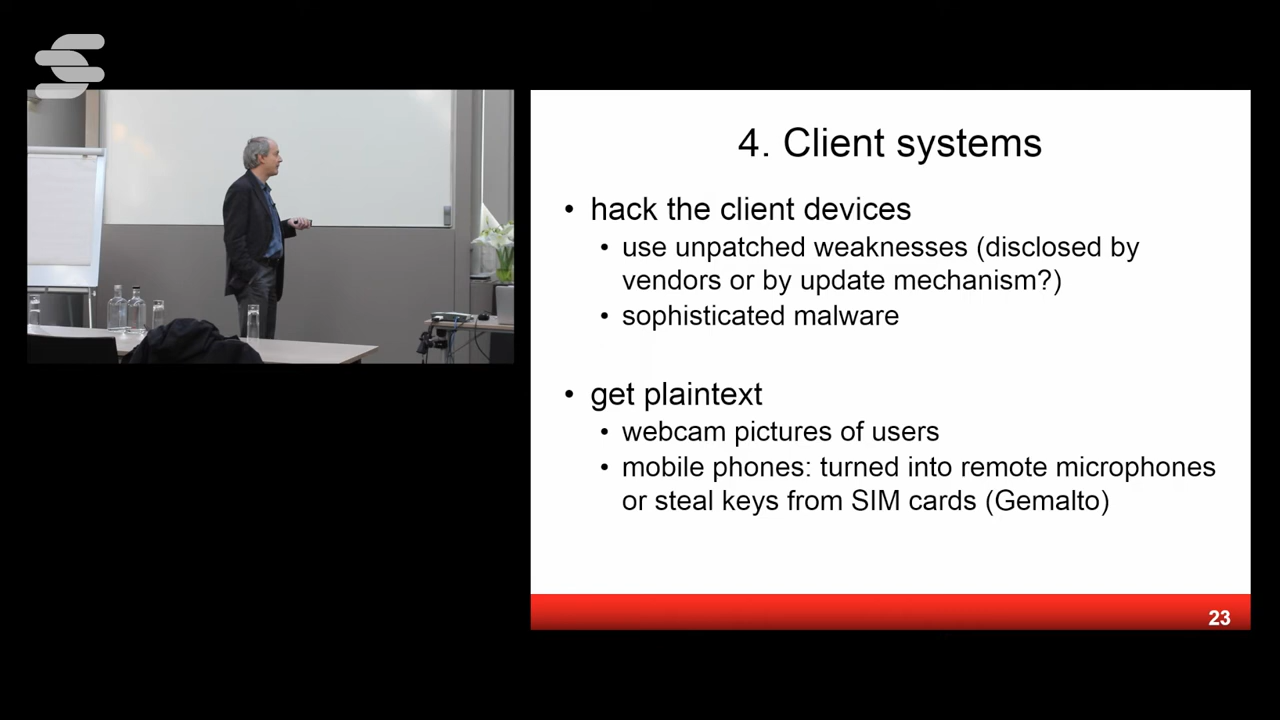 4. Client systems
• hack the client devices
• use unpatched weaknesses (disclosed by
vendors or by update mechanism?)
• sophisticated malware
• get plaintext
• webcam pictures of users
• mobile phones: turned into remote microphones
or steal keys from SIM cards (Gemalto)
23